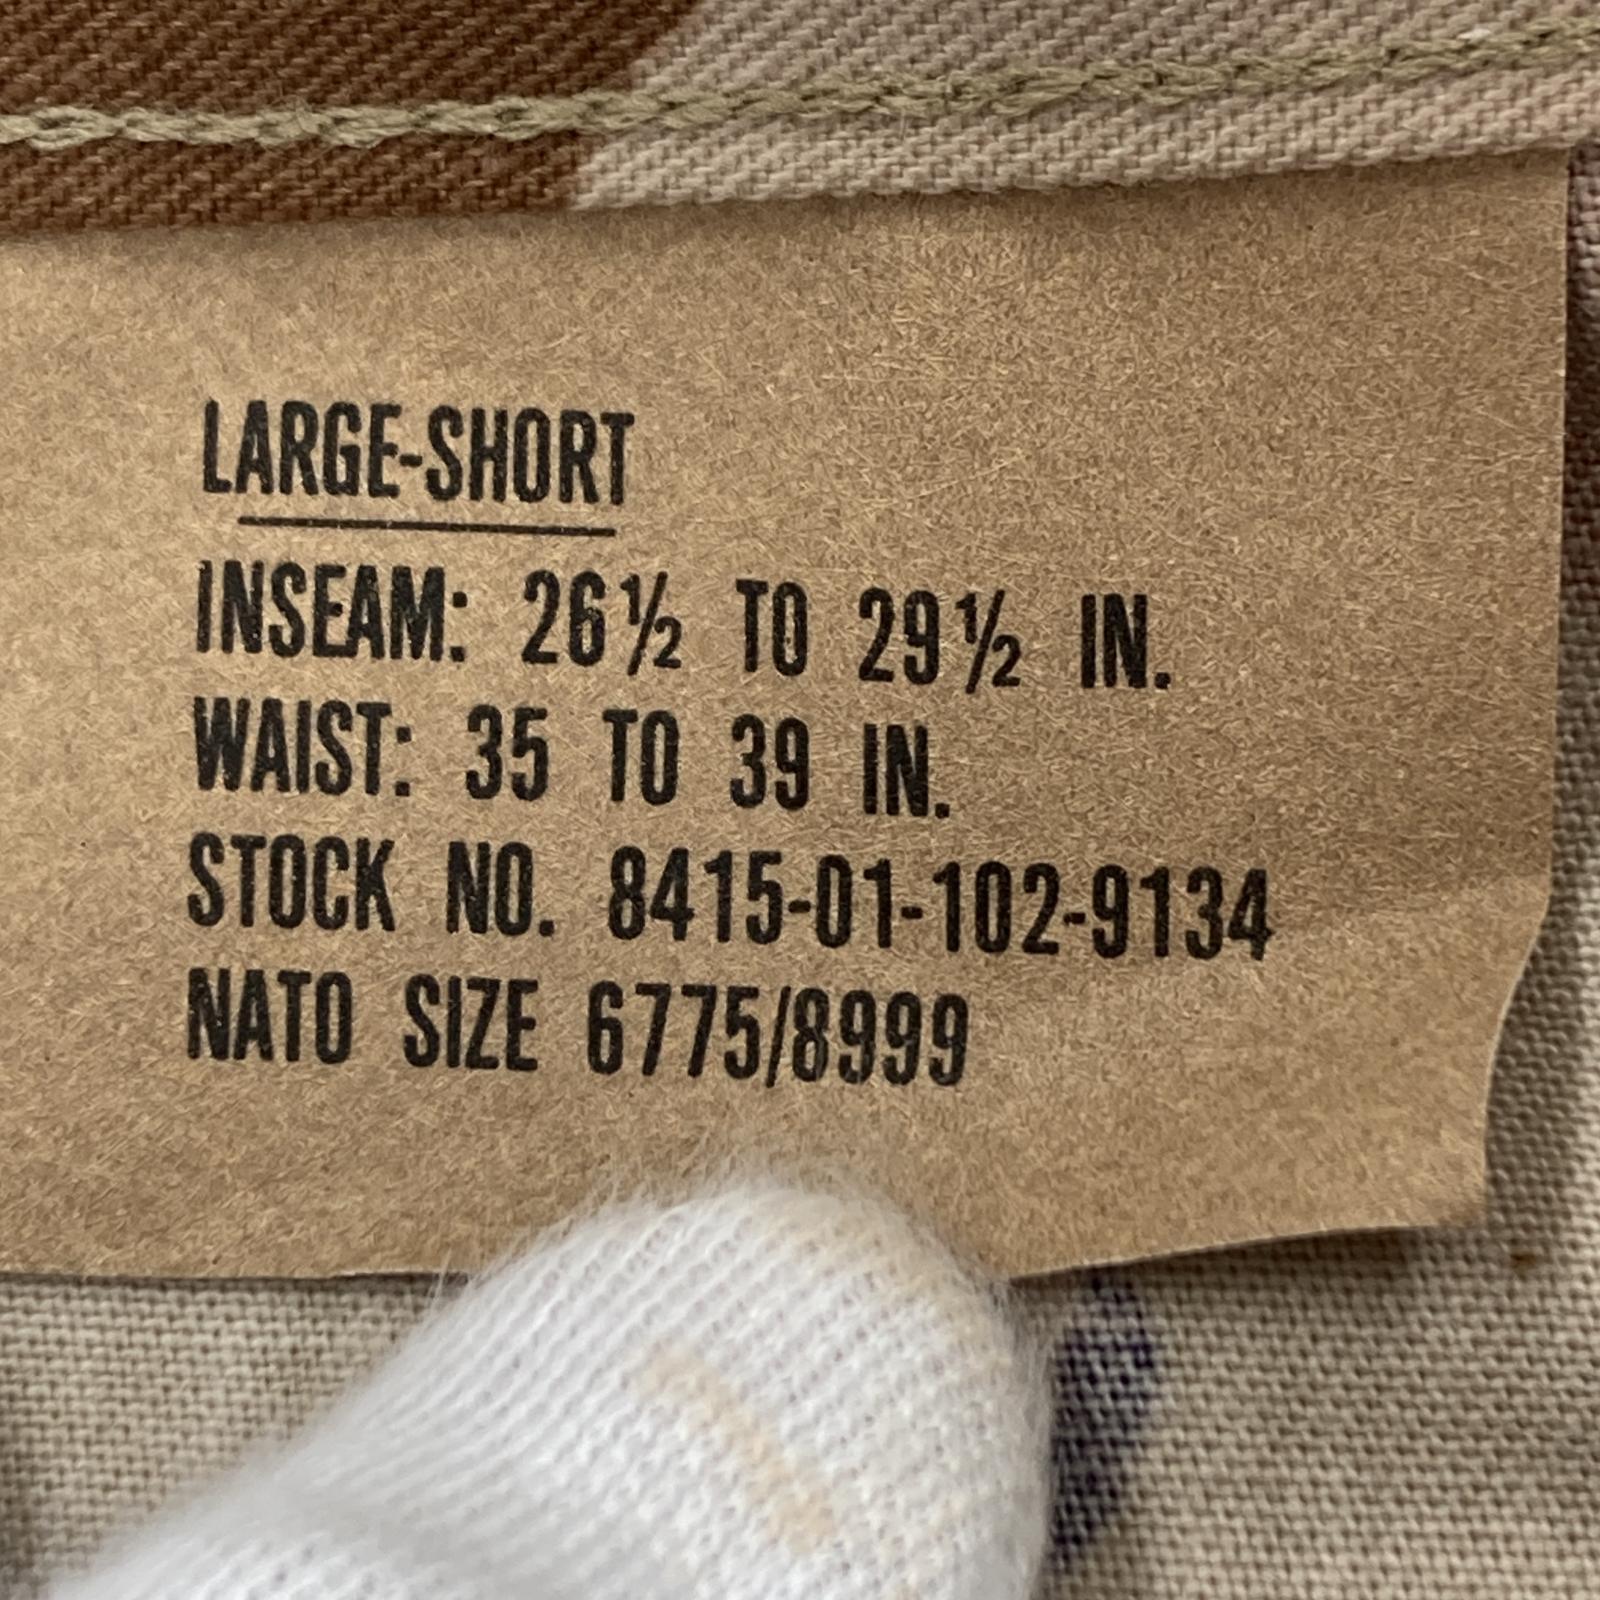 LARGE-SHORT
INSEAM: 26½ TO 29½ IN.
WAIST: 35 TO 39 IN.
STOCK NO. 8415-01-102-9134
NATO SIZE 6775/8999